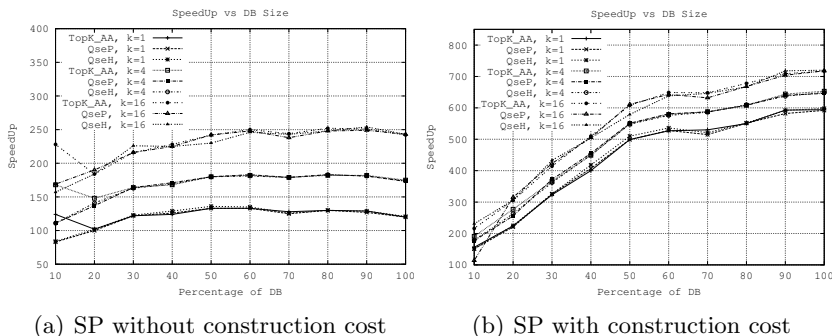 SpeedUp vs DB Size
400
350
300
250
200
150
100
50
SpeedUp
TopK_AA, k=1
QseP, k=1
QseH, k=1
TopK_AA, k=4
QseP, k=4
QseH, k=4
TopK_AA, k=16
QseP, k=16
QseH, k=16
10 20 30 40 50 60 70 80 90 100
Percentage of DB
(a) SP without construction cost
SpeedUp vs DB Size
800
700
600
500
400
300
200
100
SpeedUp
TopK_AA, k=1
QseP, k=1
QseH, k=1
TopK_AA, k=4
QseP, k=4
QseH, k=4
TopK_AA, k=16
QseP, k=16
QseH, k=16
10 20 30 40 50 60 70 80 90 100
Percentage of DB
(b) SP with construction cost